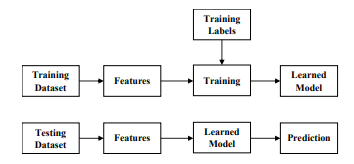 Training
Labels
Training
Dataset
Features
Training
Learned
Model
Testing
Dataset
Features
Learned
Model
Prediction